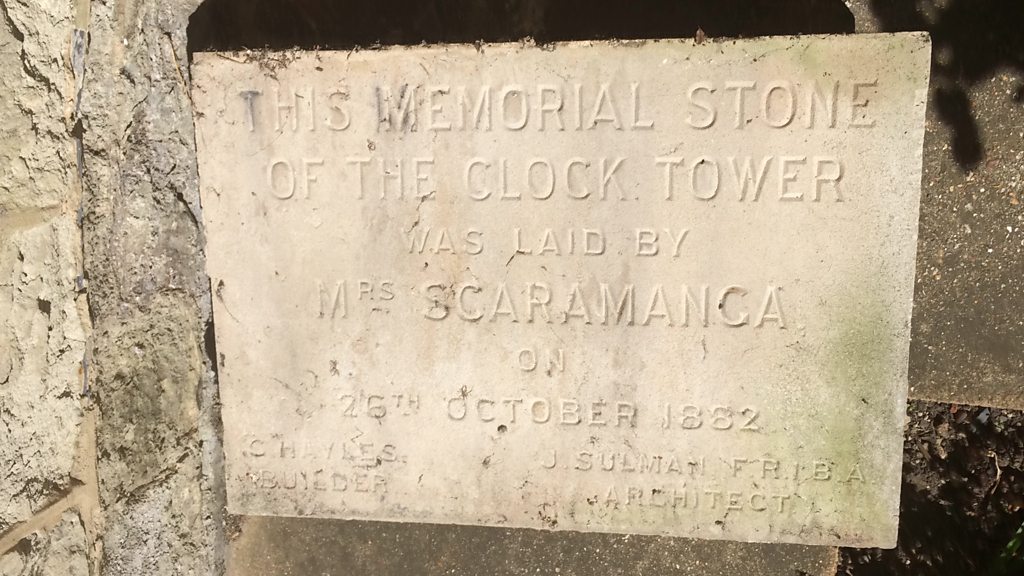 THIS MEMORIAL STONE
OF THE CLOCK TOWER
WAS LAID BY
MRS SCARAMANGA
ON
26TH OCTOBER 1882
C. HAYLES.
BUILDER
J. SULMAN F.R.I.B.A
ARCHITECT